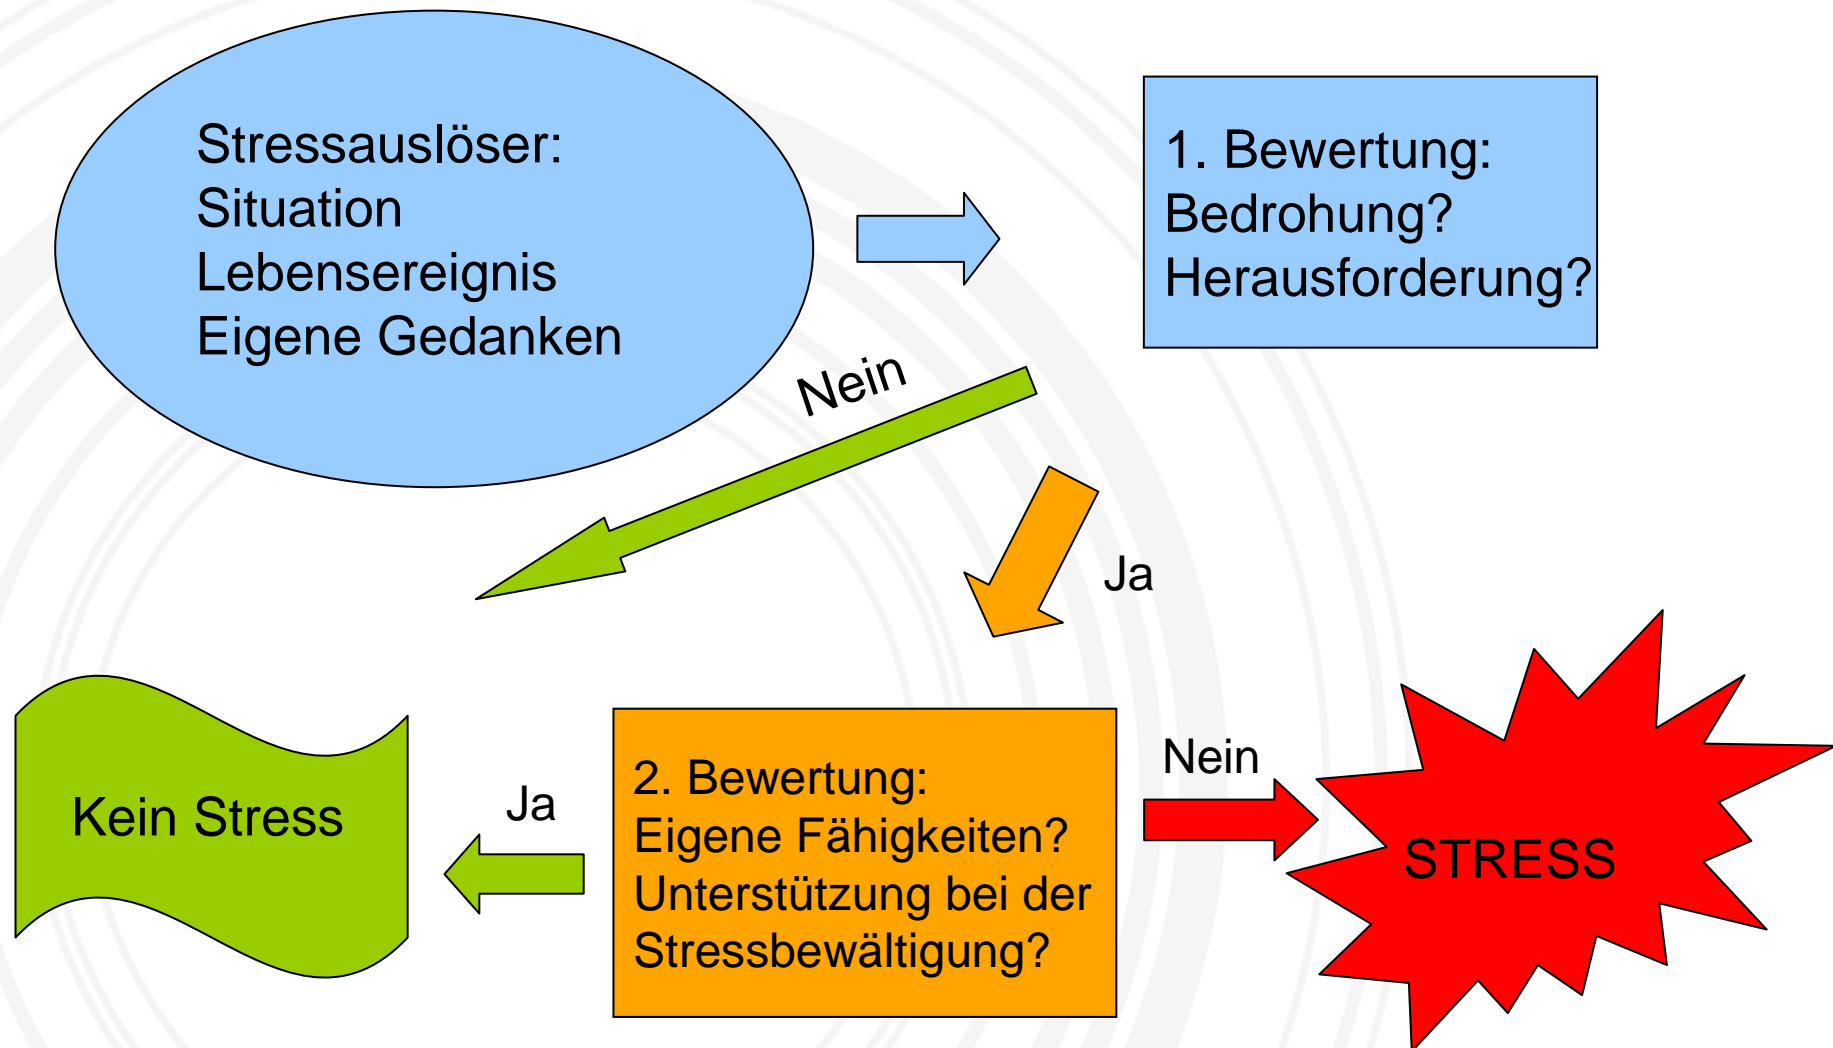 Stressauslöser:
Situation
Lebensereignis
Eigene Gedanken
1. Bewertung:
Bedrohung?
Herausforderung?
Nein
Ja
Kein Stress
Ja
2. Bewertung:
Eigene Fähigkeiten?
Unterstützung bei der
Stressbewältigung?
Nein
STRESS